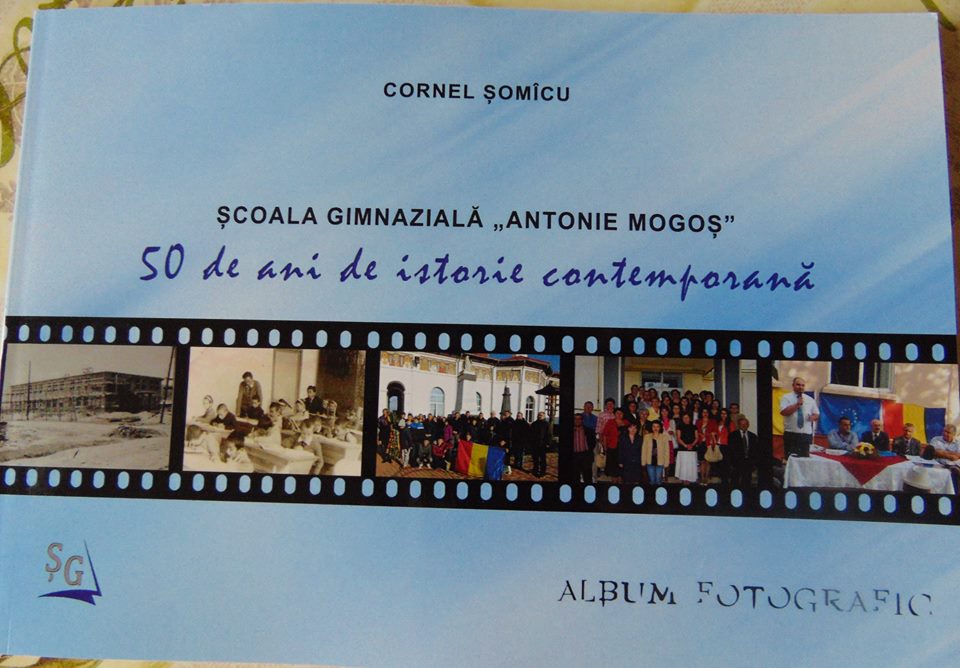 CORNEL ȘOMÎCU
ȘCOALA GIMNAZIALĂ „ANTONIE MOGOȘ”
50 de ani de istorie contemporană
ȘG
ALBUM FOTOGRAFIC